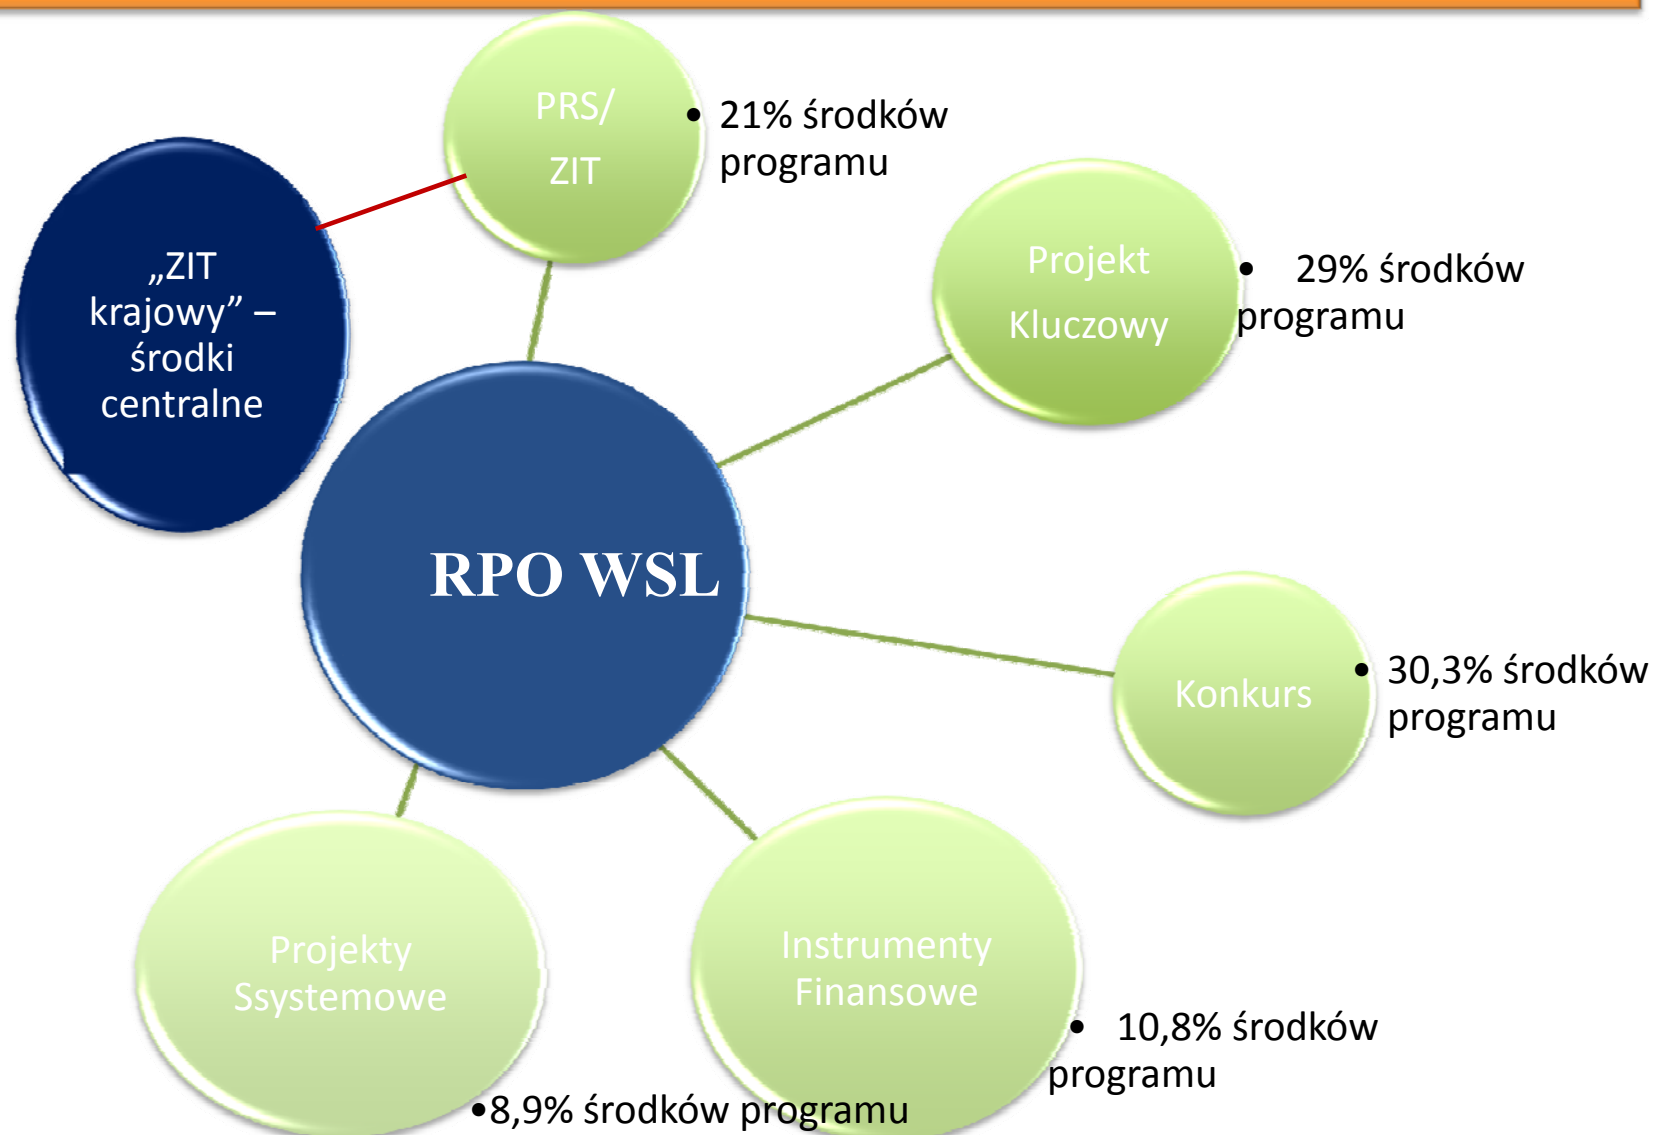 PRS/
ZIT
• 21% środków
programu
„ZIT
krajowy” –
środki
centralne
Projekt
Kluczowy
• 29% środków
programu
RPO WSL
Konkurs
• 30,3% środków
programu
Projekty
Ssystemowe
•8,9% środków programu
Instrumenty
Finansowe
• 10,8% środków
programu